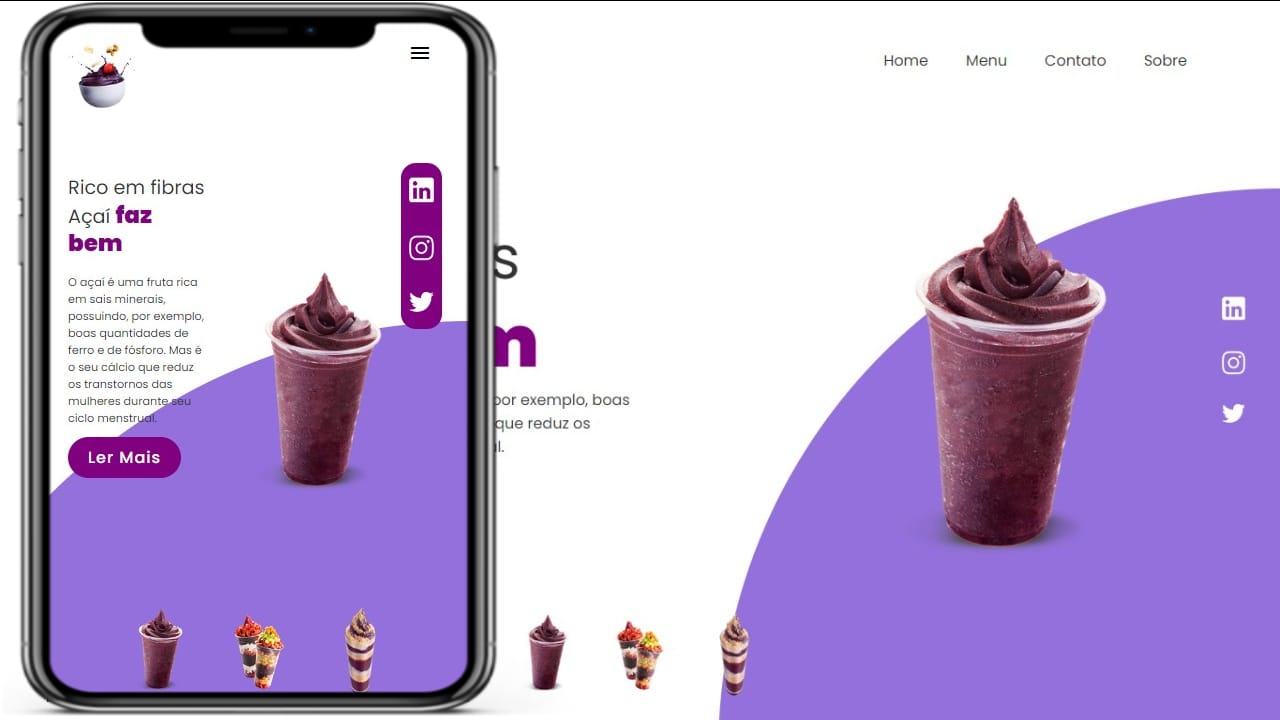 Home Menu Contato Sobre
Rico em fibras
Açaí faz
bem
O açaí é uma fruta rica
em sais minerais,
possuindo, por exemplo,
boas quantidades de
ferro e de fósforo. Mas é
o seu cálcio que reduz
os transtornos das
mulheres durante seu
ciclo menstrual.
Ler Mais
in
s
m
por exemplo, boas
que reduz os
l.
in